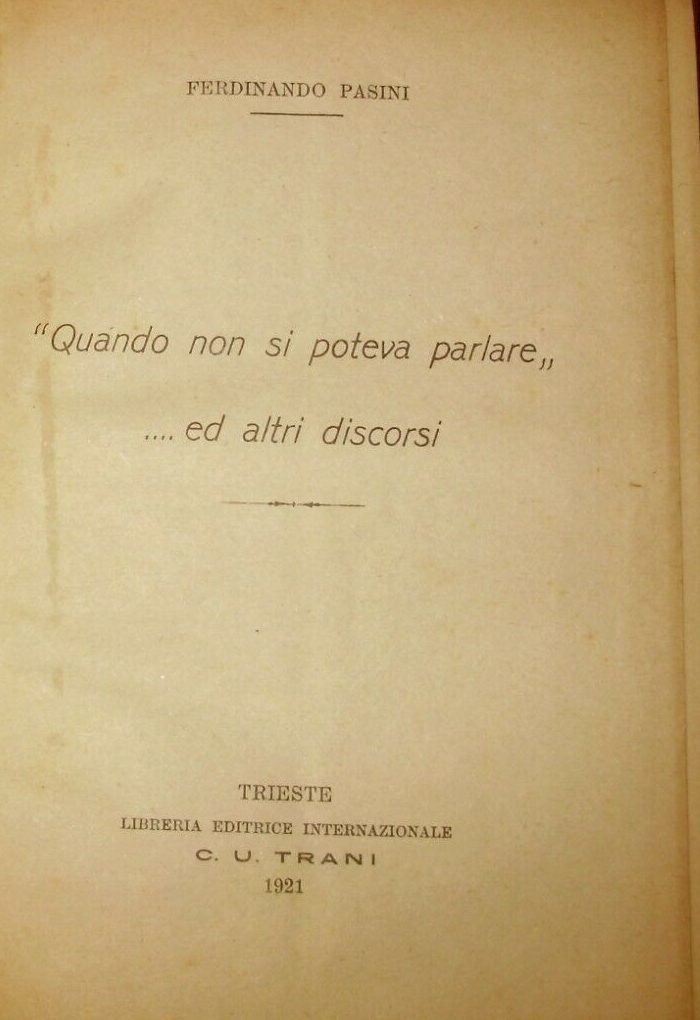 FERDINANDO PASINI
“Quando non si poteva parlare„
.... ed altri discorsi
TRIESTE
LIBRERIA EDITRICE INTERNAZIONALE
C. U. TRANI
1921